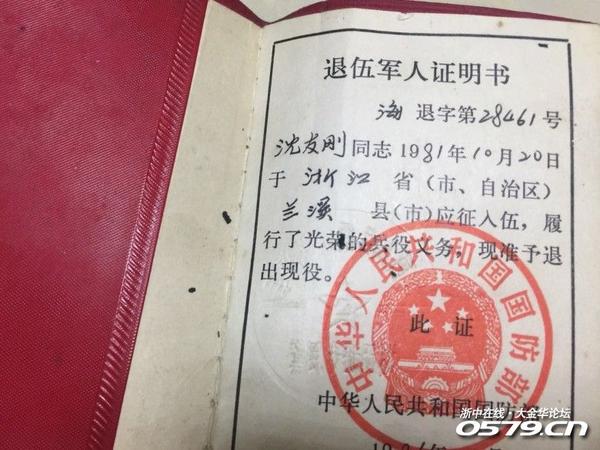 退伍军人证明书
海 退字第28461号
沈友刚同志1981年10月20日
于 浙江 省(市、自治区)
兰溪 县(市)应征入伍，履
行了光荣的兵役义务，现准予退
出现役。
中华人民共和国国防部
此 证
中华人民共和国国防
浙中在线：大金华论坛
0579.cn